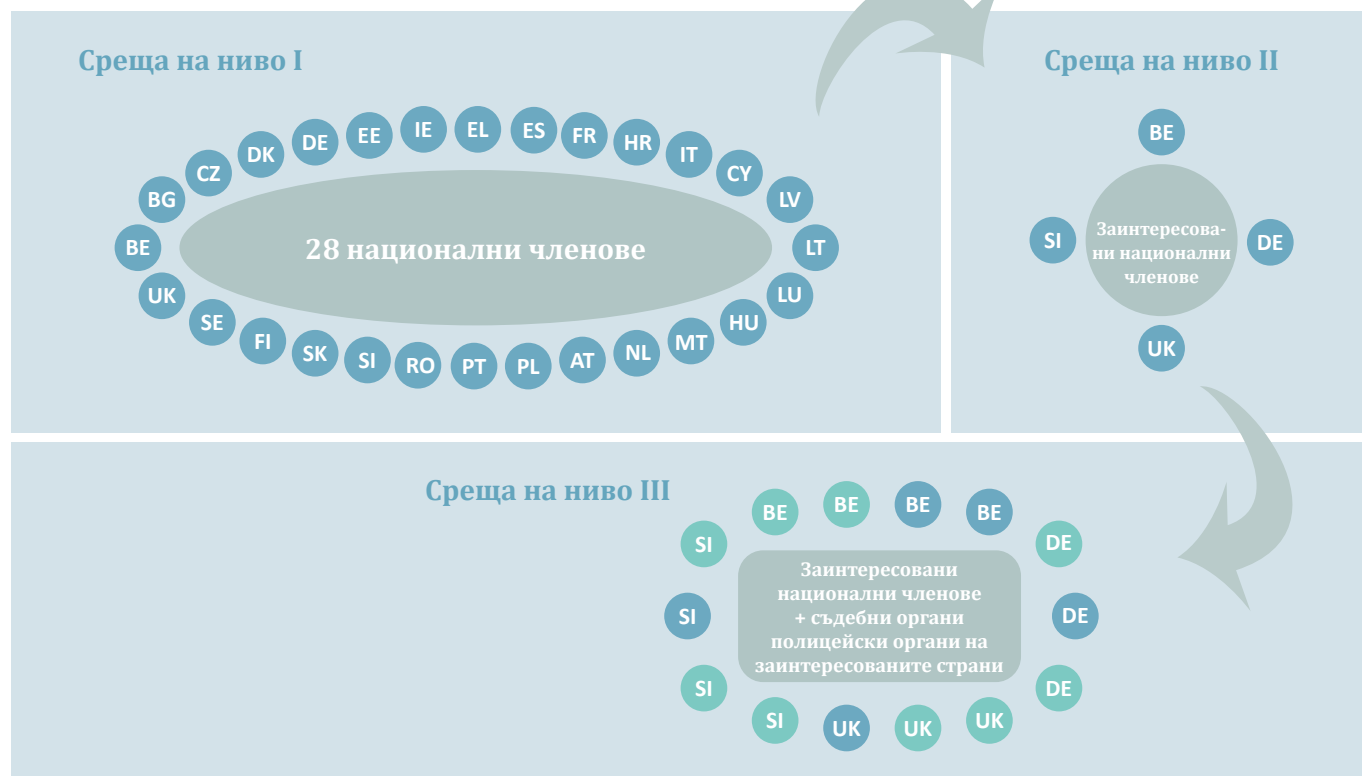 Среща на ниво I
BE
BG
CZ
DK
DE
EE
IE
EL
ES
FR
HR
IT
CY
LV
LT
LU
HU
MT
NL
AT
PL
PT
RO
SI
SK
FI
SE
UK
28 национални членове
Среща на ниво II
BE
SI
Заинтересова-
ни национални
членове
DE
UK
Среща на ниво III
SI
BE
BE
BE
BE
DE
SI
Заинтересовани
национални членове
+ съдебни органи
полицейски органи на
заинтересованите страни
DE
SI
SI
UK
UK
UK
DE